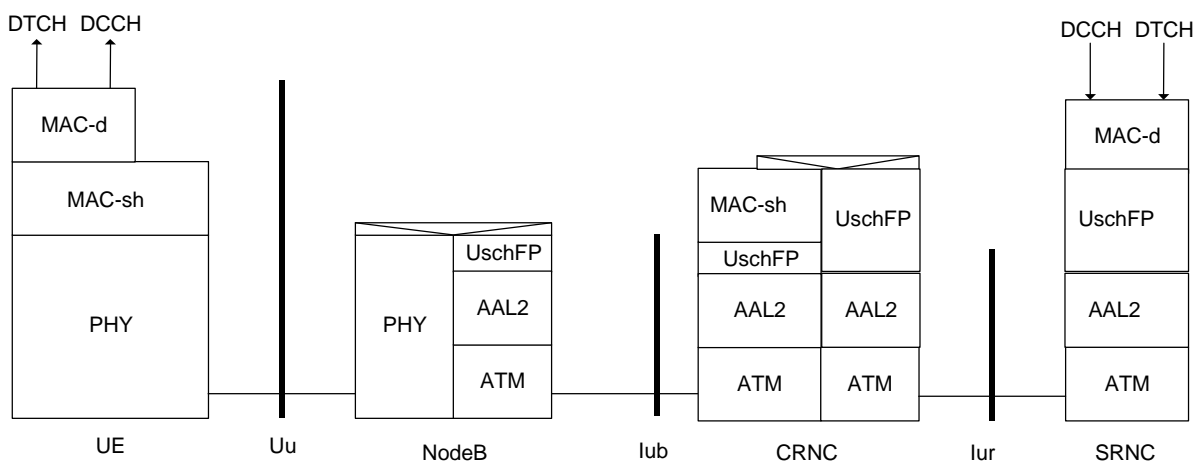 DTCH DCCH
DCCH DTCH
MAC-d
MAC-d
MAC-sh
MAC-sh
UschFP
UschFP
UschFP
UschFP
PHY
PHY
AAL2
AAL2
AAL2
AAL2
ATM
ATM
ATM
ATM
UE
Uu
NodeB
Iub
CRNC
Iur
SRNC